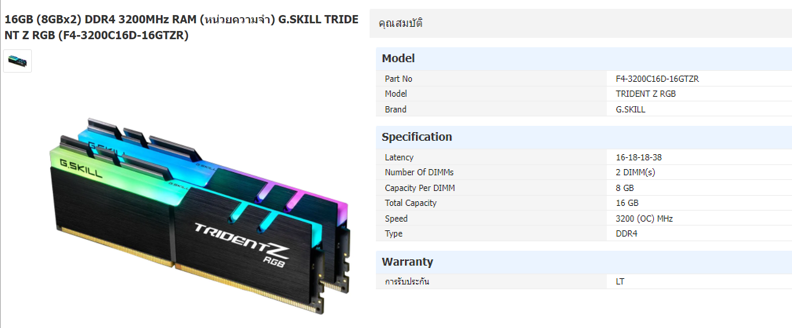 16GB (8GBx2) DDR4 3200MHz RAM (หน่วยความจำ) G.SKILL TRIDE
NT Z RGB (F4-3200C16D-16GTZR)
G.SKILL
G.SKILL
TRIDENT Z
RGB
คุณสมบัติ
Model
Part No F4-3200C16D-16GTZR
Model TRIDENT Z RGB
Brand G.SKILL
Specification
Latency 16-18-18-38
Number Of DIMMs 2 DIMM(s)
Capacity Per DIMM 8 GB
Total Capacity 16 GB
Speed 3200 (OC) MHz
Type DDR4
Warranty
การรับประกัน LT